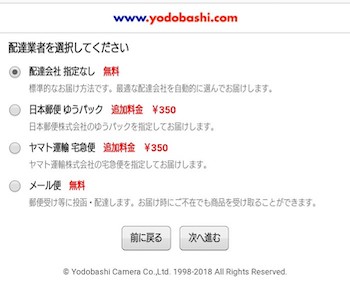 www.yodobashi.com
配達業者を選択してください
配達会社 指定なし 無料
標準的なお届け方法です。最適な配達会社を自動的に選んでお届けします。
日本郵便 ゆうパック 追加料金 ￥350
日本郵便株式会社のゆうパックを指定してお届けします。
ヤマト運輸 宅急便 追加料金 ￥350
ヤマト運輸株式会社の宅急便を指定してお届けします。
メール便 無料
郵便受け等に投函・配達します。お届け時にご不在でも商品を受け取ることができます。
前に戻る 次へ進む
© Yodobashi Camera Co.,Ltd. 1998-2018 All Rights Reserved.